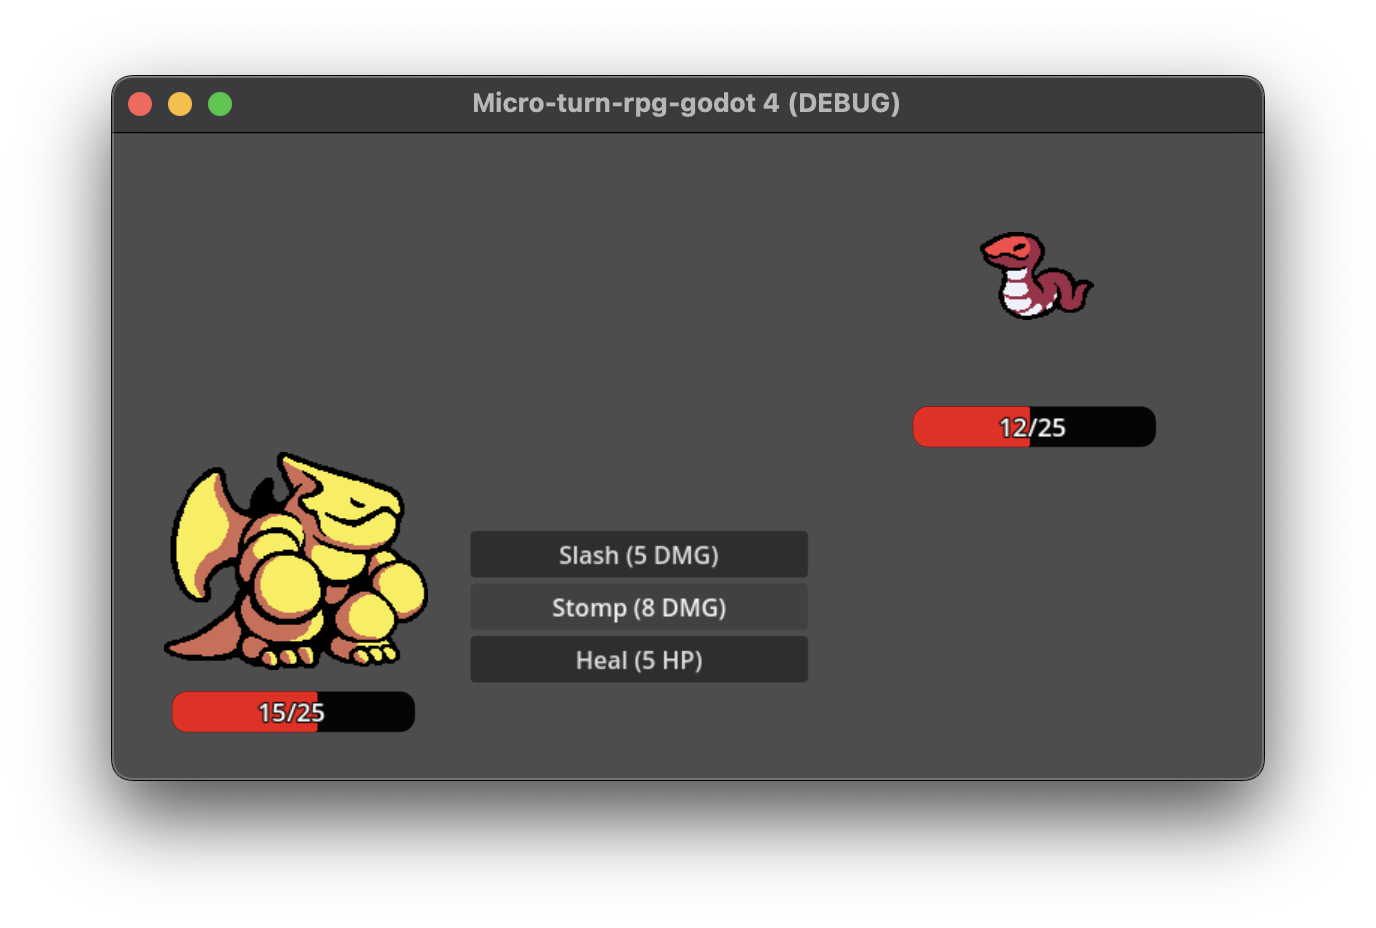 Micro-turn-rpg-godot 4 (DEBUG)
12/25
Slash (5 DMG)
Stomp (8 DMG)
Heal (5 HP)
15/25